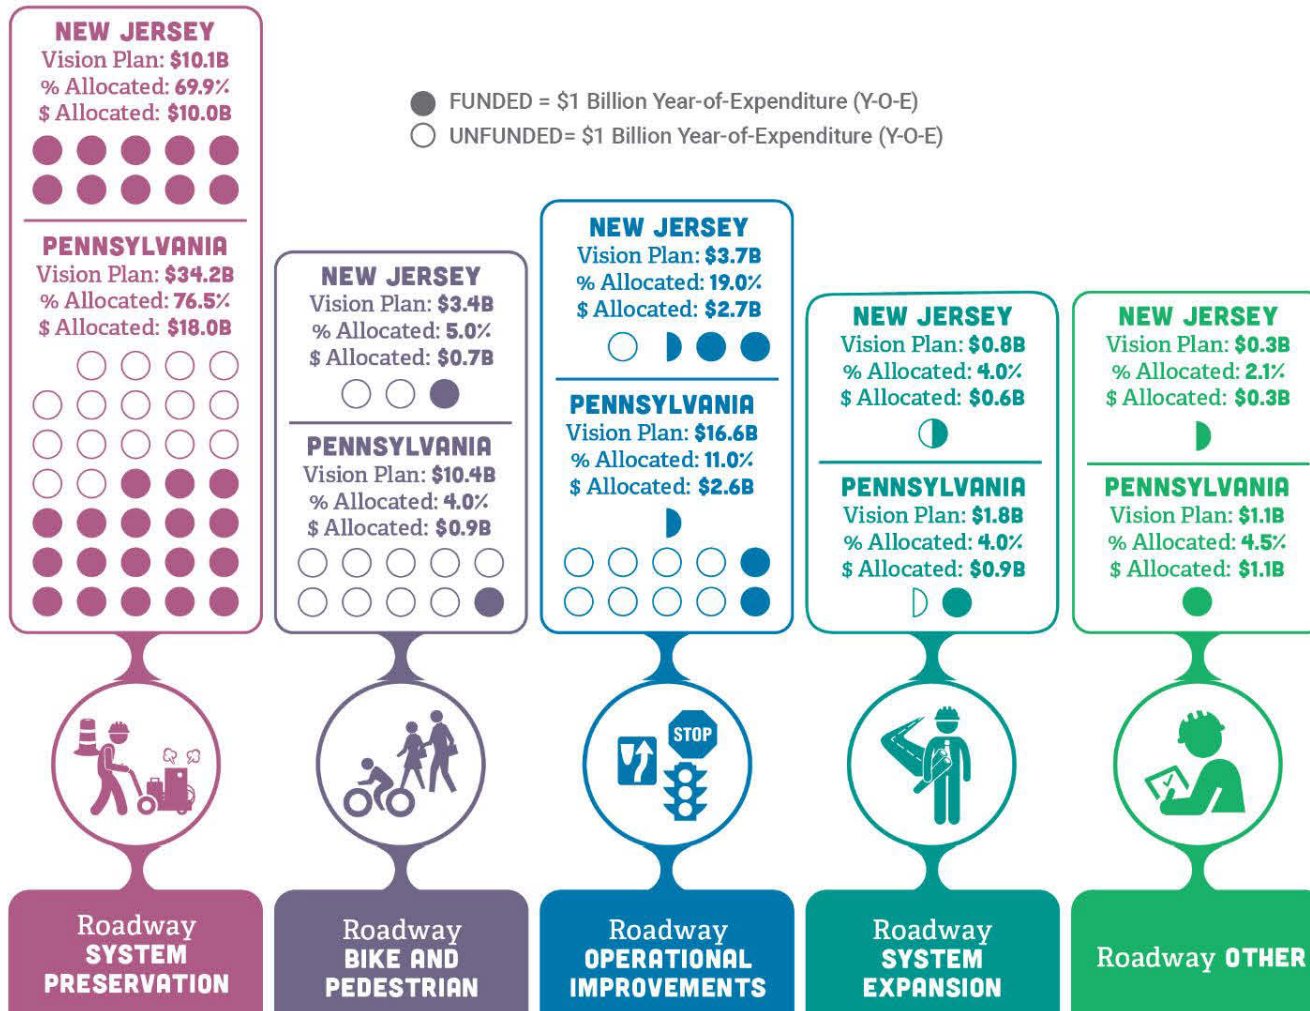 NEW JERSEY
Vision Plan: $10.1B
% Allocated: 69.9%
$ Allocated: $10.0B
PENNSYLVANIA
Vision Plan: $34.2B
% Allocated: 76.5%
$ Allocated: $18.0B
FUNDED = $1 Billion Year-of-Expenditure (Y-O-E)
UNFUNDED= $1 Billion Year-of-Expenditure (Y-O-E)
NEW JERSEY
Vision Plan: $3.4B
% Allocated: 5.0%
$ Allocated: $0.7B
PENNSYLVANIA
Vision Plan: $10.4B
% Allocated: 4.0%
$ Allocated: $0.9B
NEW JERSEY
Vision Plan: $3.7B
% Allocated: 19.0%
$ Allocated: $2.7B
PENNSYLVANIA
Vision Plan: $16.6B
% Allocated: 11.0%
$ Allocated: $2.6B
NEW JERSEY
Vision Plan: $0.8B
% Allocated: 4.0%
$ Allocated: $0.6B
PENNSYLVANIA
Vision Plan: $1.8B
% Allocated: 4.0%
$ Allocated: $0.9B
NEW JERSEY
Vision Plan: $0.3B
% Allocated: 2.1%
$ Allocated: $0.3B
PENNSYLVANIA
Vision Plan: $1.1B
% Allocated: 4.5%
$ Allocated: $1.1B
STOP
Roadway
SYSTEM
PRESERVATION
Roadway
BIKE AND
PEDESTRIAN
Roadway
OPERATIONAL
IMPROVEMENTS
Roadway
SYSTEM
EXPANSION
Roadway OTHER